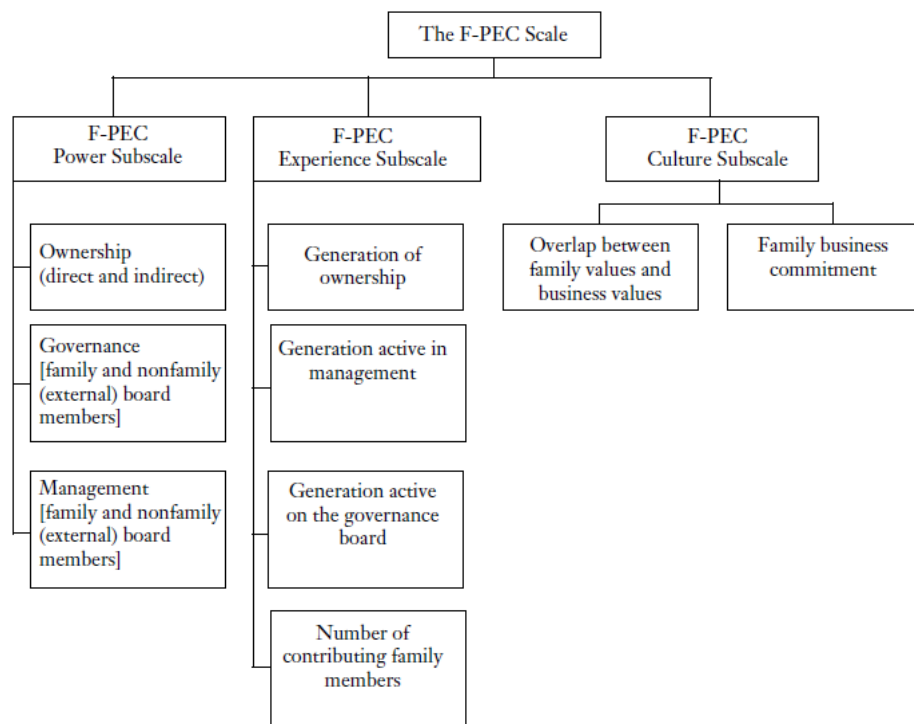 The F-PEC Scale
F-PEC
Power Subscale
Ownership
(direct and indirect)
Governance
[family and nonfamily
(external) board
members]
Management
[family and nonfamily
(external) board
members]
F-PEC
Experience Subscale
Generation of
ownership
Generation active in
management
Generation active
on the governance
board
Number of
contributing family
members
F-PEC
Culture Subscale
Overlap between
family values and
business values
Family business
commitment